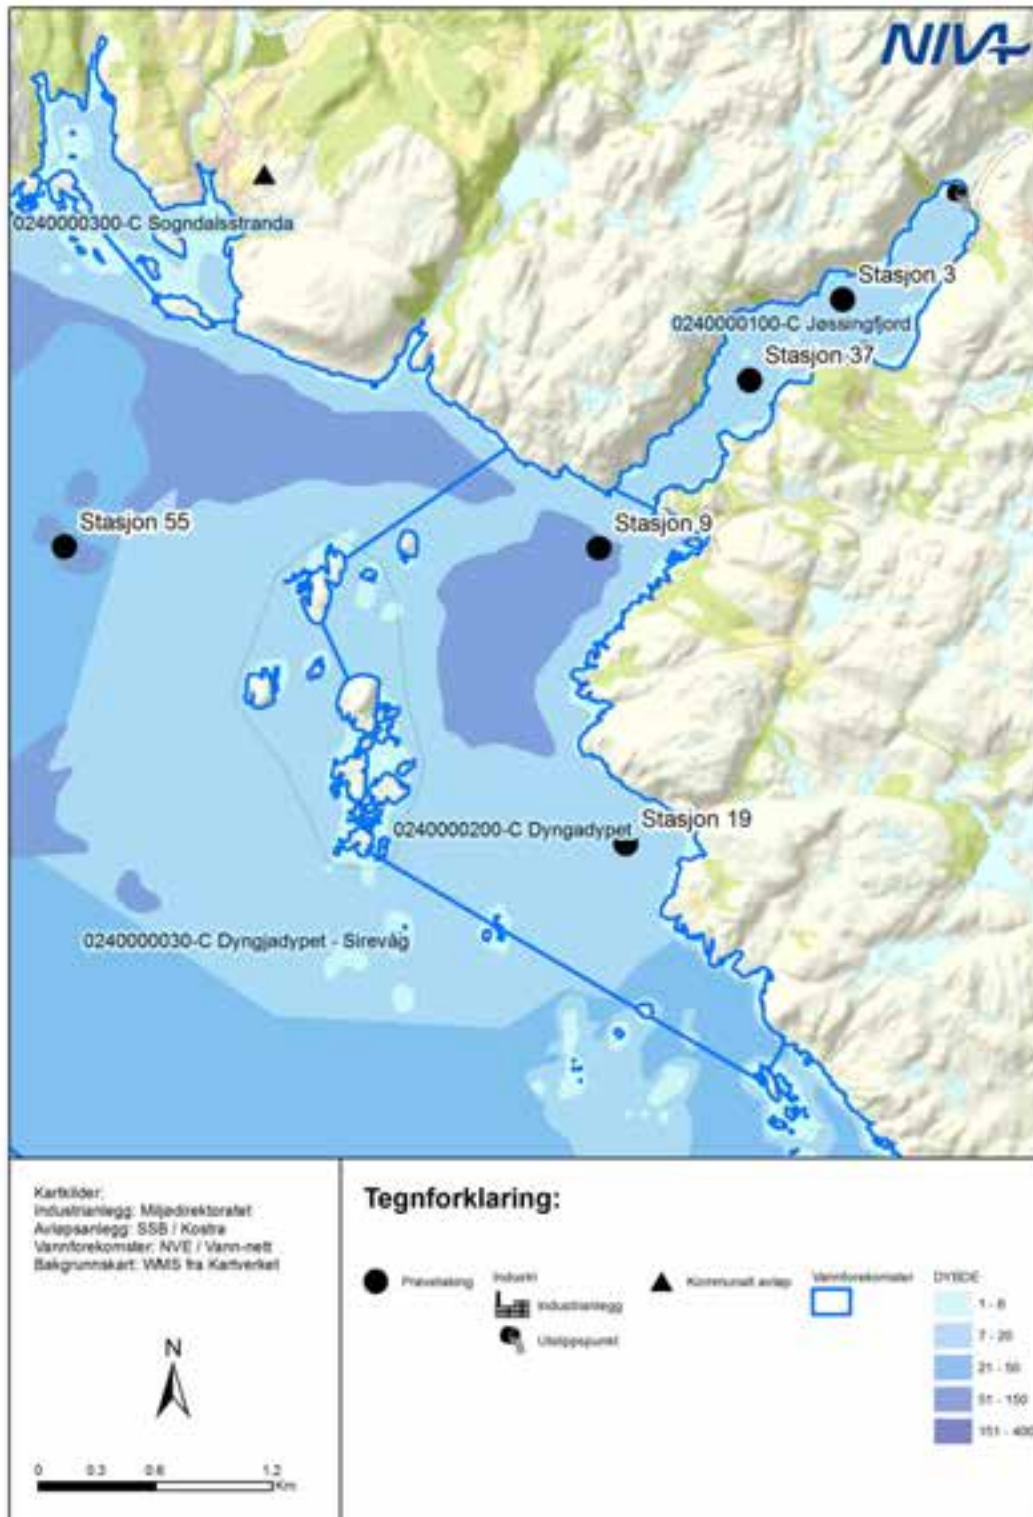 NIVA
0240000300-C Sogndalsstranda
Stasjon 3
0240000100-C Jøssingfjord
Stasjon 37
Stasjon 55
Stasjon 9
Stasjon 19
0240000200-C Dyngadypet
0240000030-C Dyngjadypet - Sirevåg
Kartkilder:
Industrianlegg: Miljødirektoratet
Avløpsanlegg: SSB / Kostra
Vannforekomster: NVE / Vann-nett
Bakgrunnskart: WMS fra Kartverket
N
0 0.3 0.6 1.2
Km
Tegnforklaring:
Prøvetaking
Industri
Industrianlegg
Utslippspunkt
Kommunalt avløp
Vannforekomster
DYBDE
1 - 6
7 - 20
21 - 50
51 - 150
151 - 400